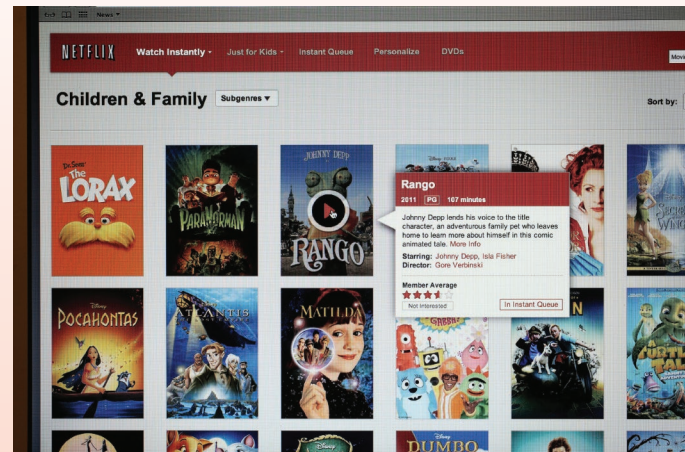 News ▾
NETFLIX
Watch Instantly ▾
Just for Kids ▾
Instant Queue
Personalize
DVDs
Movi
Children & Family
Subgenres ▼
Sort by:
Dr. Seuss'
THE LORAX
PARANORMAN
JOHNNY DEPP
RANGO
Rango
2011 PG 107 minutes
Johnny Depp lends his voice to the title
character, an adventurous family pet who leaves
home to learn more about himself in this comic
animated tale. More Info
Starring: Johnny Depp, Isla Fisher
Director: Gore Verbinski
Member Average
Not Interested
In Instant Queue
Disney
POCAHONTAS
ATLANTIS
MATILDA
GABBA!
N
TURTLE
TALE
Disney
DUMBO